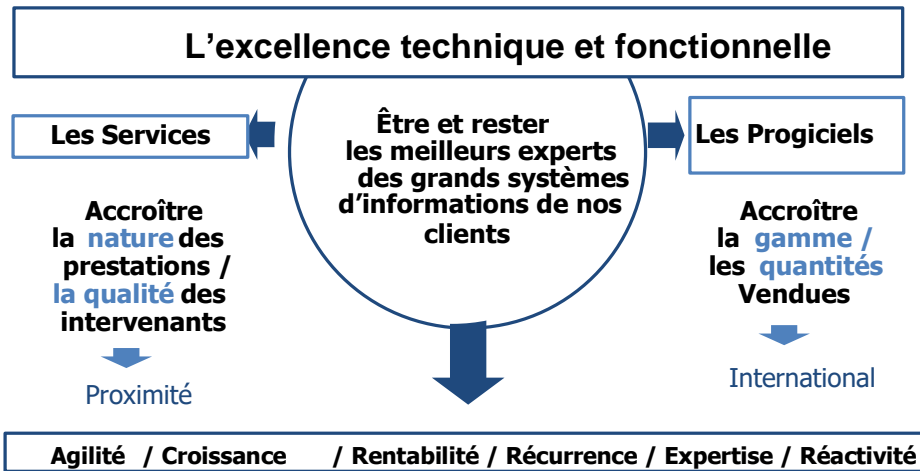 L'excellence technique et fonctionnelle
Les Services
Être et rester
les meilleurs experts
des grands systèmes
d'informations de nos
clients
Les Progiciels
Accroître
la nature des
prestations /
la qualité des
intervenants
Proximité
Accroître
la gamme /
les quantités
Vendues
International
Agilité / Croissance / Rentabilité / Récurrence / Expertise / Réactivité